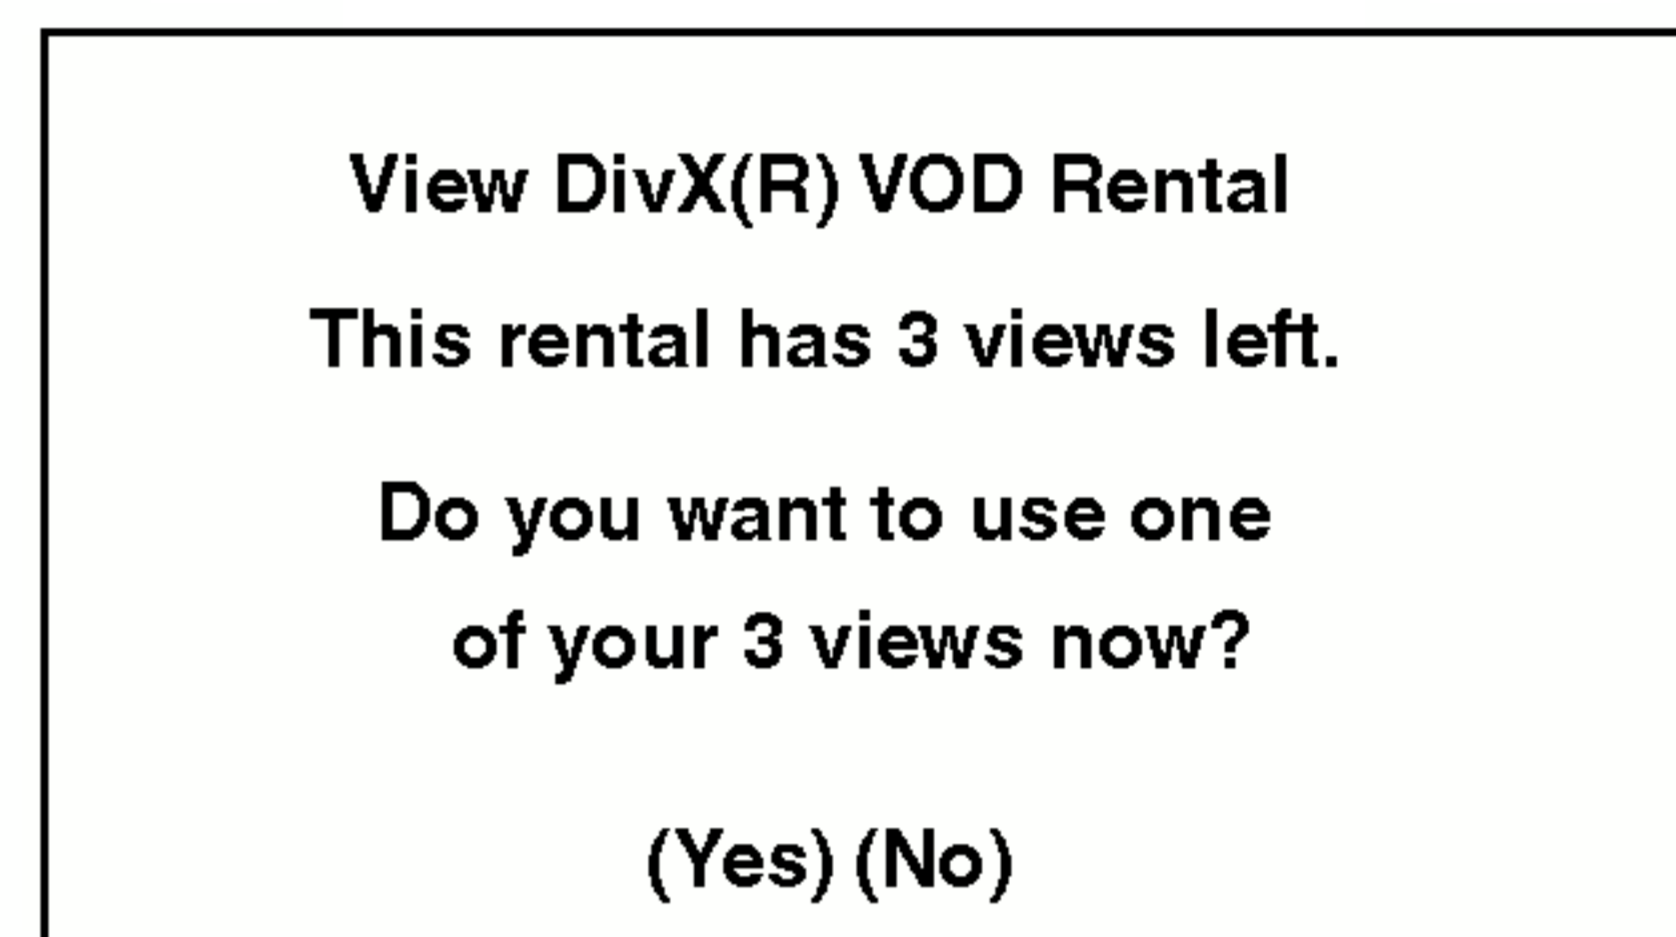 View DivX(R) VOD Rental
This rental has 3 views left.
Do you want to use one
of your 3 views now?
(Yes) (No)